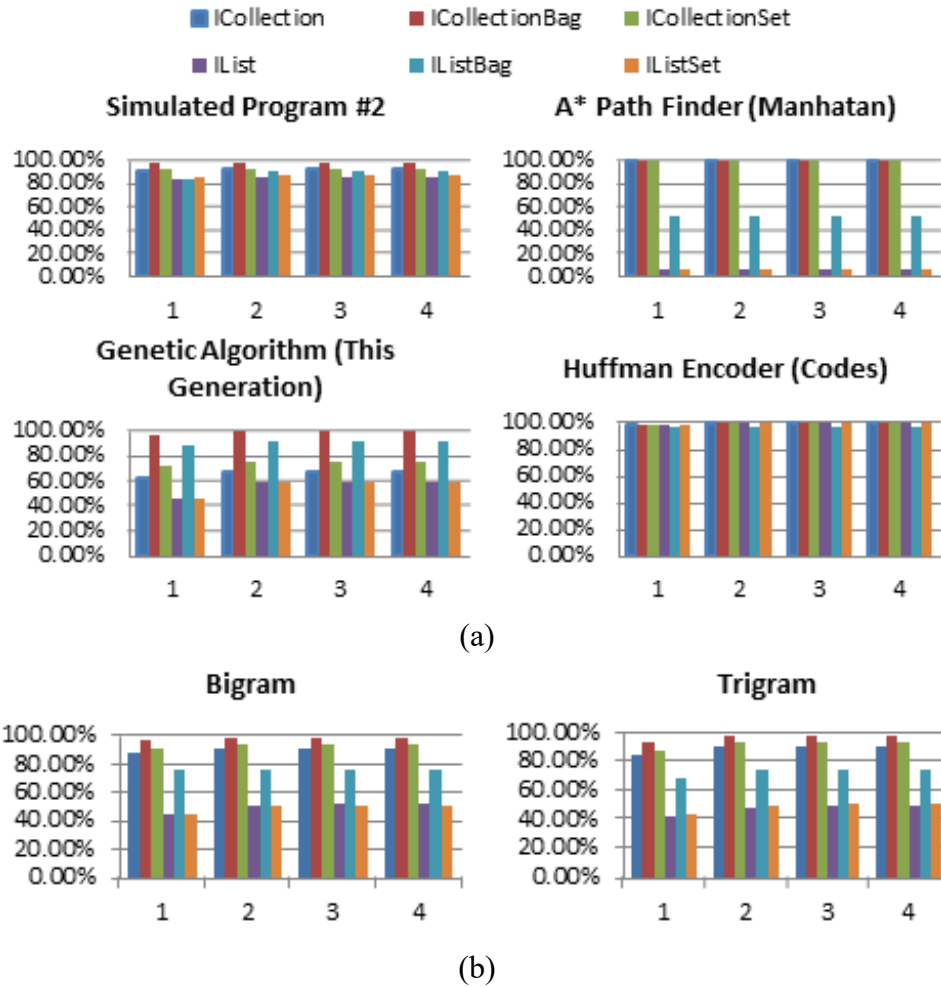 ICollection ICollectionBag ICollectionSet
IList IListBag IListSet
Simulated Program #2
100.00%
80.00%
60.00%
40.00%
20.00%
0.00%
1 2 3 4
A* Path Finder (Manhatan)
100.00%
80.00%
60.00%
40.00%
20.00%
0.00%
1 2 3 4
Genetic Algorithm (This
Generation)
100.00%
80.00%
60.00%
40.00%
20.00%
0.00%
1 2 3 4
Huffman Encoder (Codes)
100.00%
80.00%
60.00%
40.00%
20.00%
0.00%
1 2 3 4
(a)
Bigram
100.00%
80.00%
60.00%
40.00%
20.00%
0.00%
1 2 3 4
Trigram
100.00%
80.00%
60.00%
40.00%
20.00%
0.00%
1 2 3 4
(b)